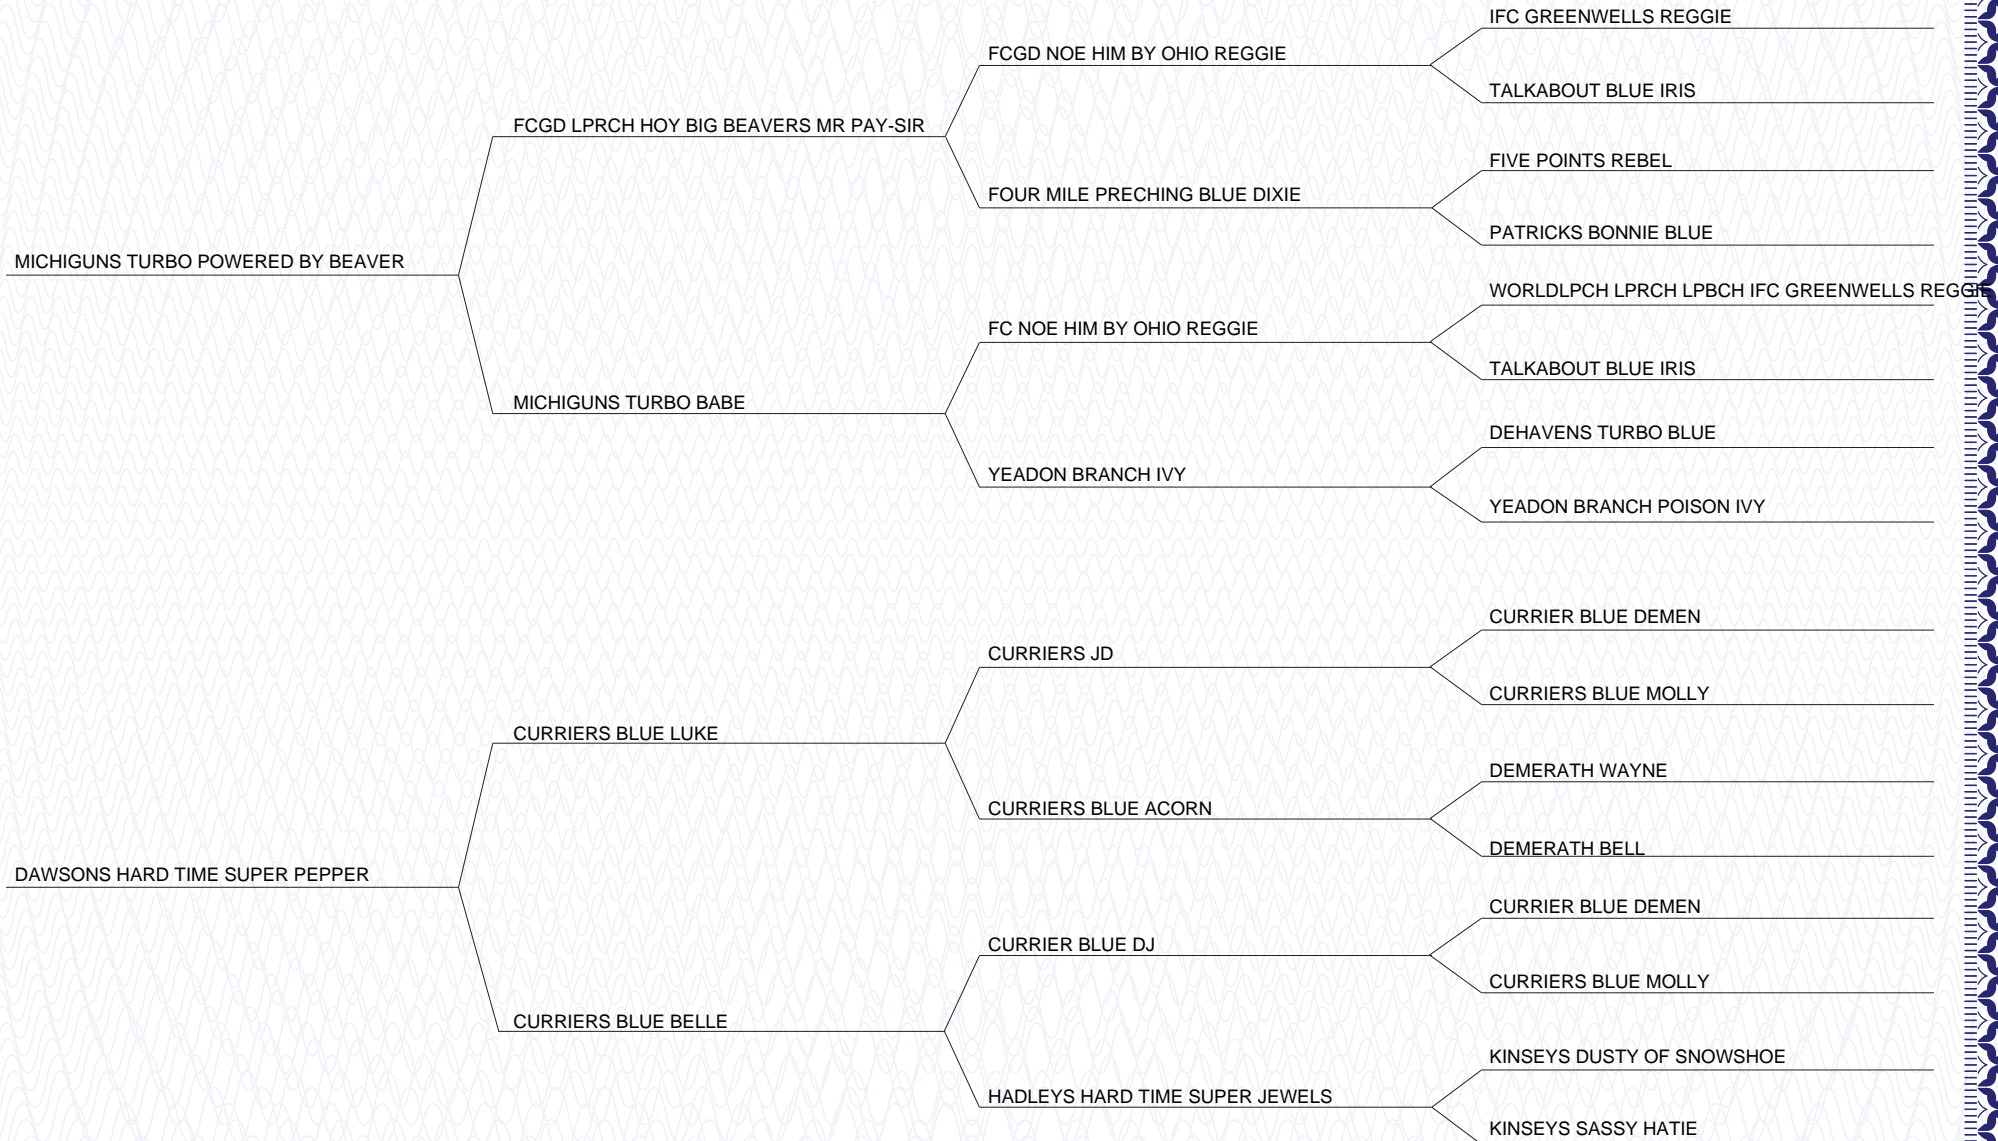 IFC GREENWELLS REGGIE
FCGD NOE HIM BY OHIO REGGIE
TALKABOUT BLUE IRIS
FCGD LPRCH HOY BIG BEAVERS MR PAY-SIR
FIVE POINTS REBEL
FOUR MILE PRECHING BLUE DIXIE
PATRICKS BONNIE BLUE
MICHIGUNS TURBO POWERED BY BEAVER
WORLDLPCH LPRCH LPBCH IFC GREENWELLS REGGIE
FC NOE HIM BY OHIO REGGIE
TALKABOUT BLUE IRIS
MICHIGUNS TURBO BABE
DEHAVENS TURBO BLUE
YEADON BRANCH IVY
YEADON BRANCH POISON IVY
CURRIER BLUE DEMEN
CURRIERS JD
CURRIERS BLUE MOLLY
CURRIERS BLUE LUKE
DEMERATH WAYNE
CURRIERS BLUE ACORN
DEMERATH BELL
DAWSONS HARD TIME SUPER PEPPER
CURRIER BLUE DEMEN
CURRIER BLUE DJ
CURRIERS BLUE MOLLY
CURRIERS BLUE BELLE
KINSEYS DUSTY OF SNOWSHOE
HADLEYS HARD TIME SUPER JEWELS
KINSEYS SASSY HATIE